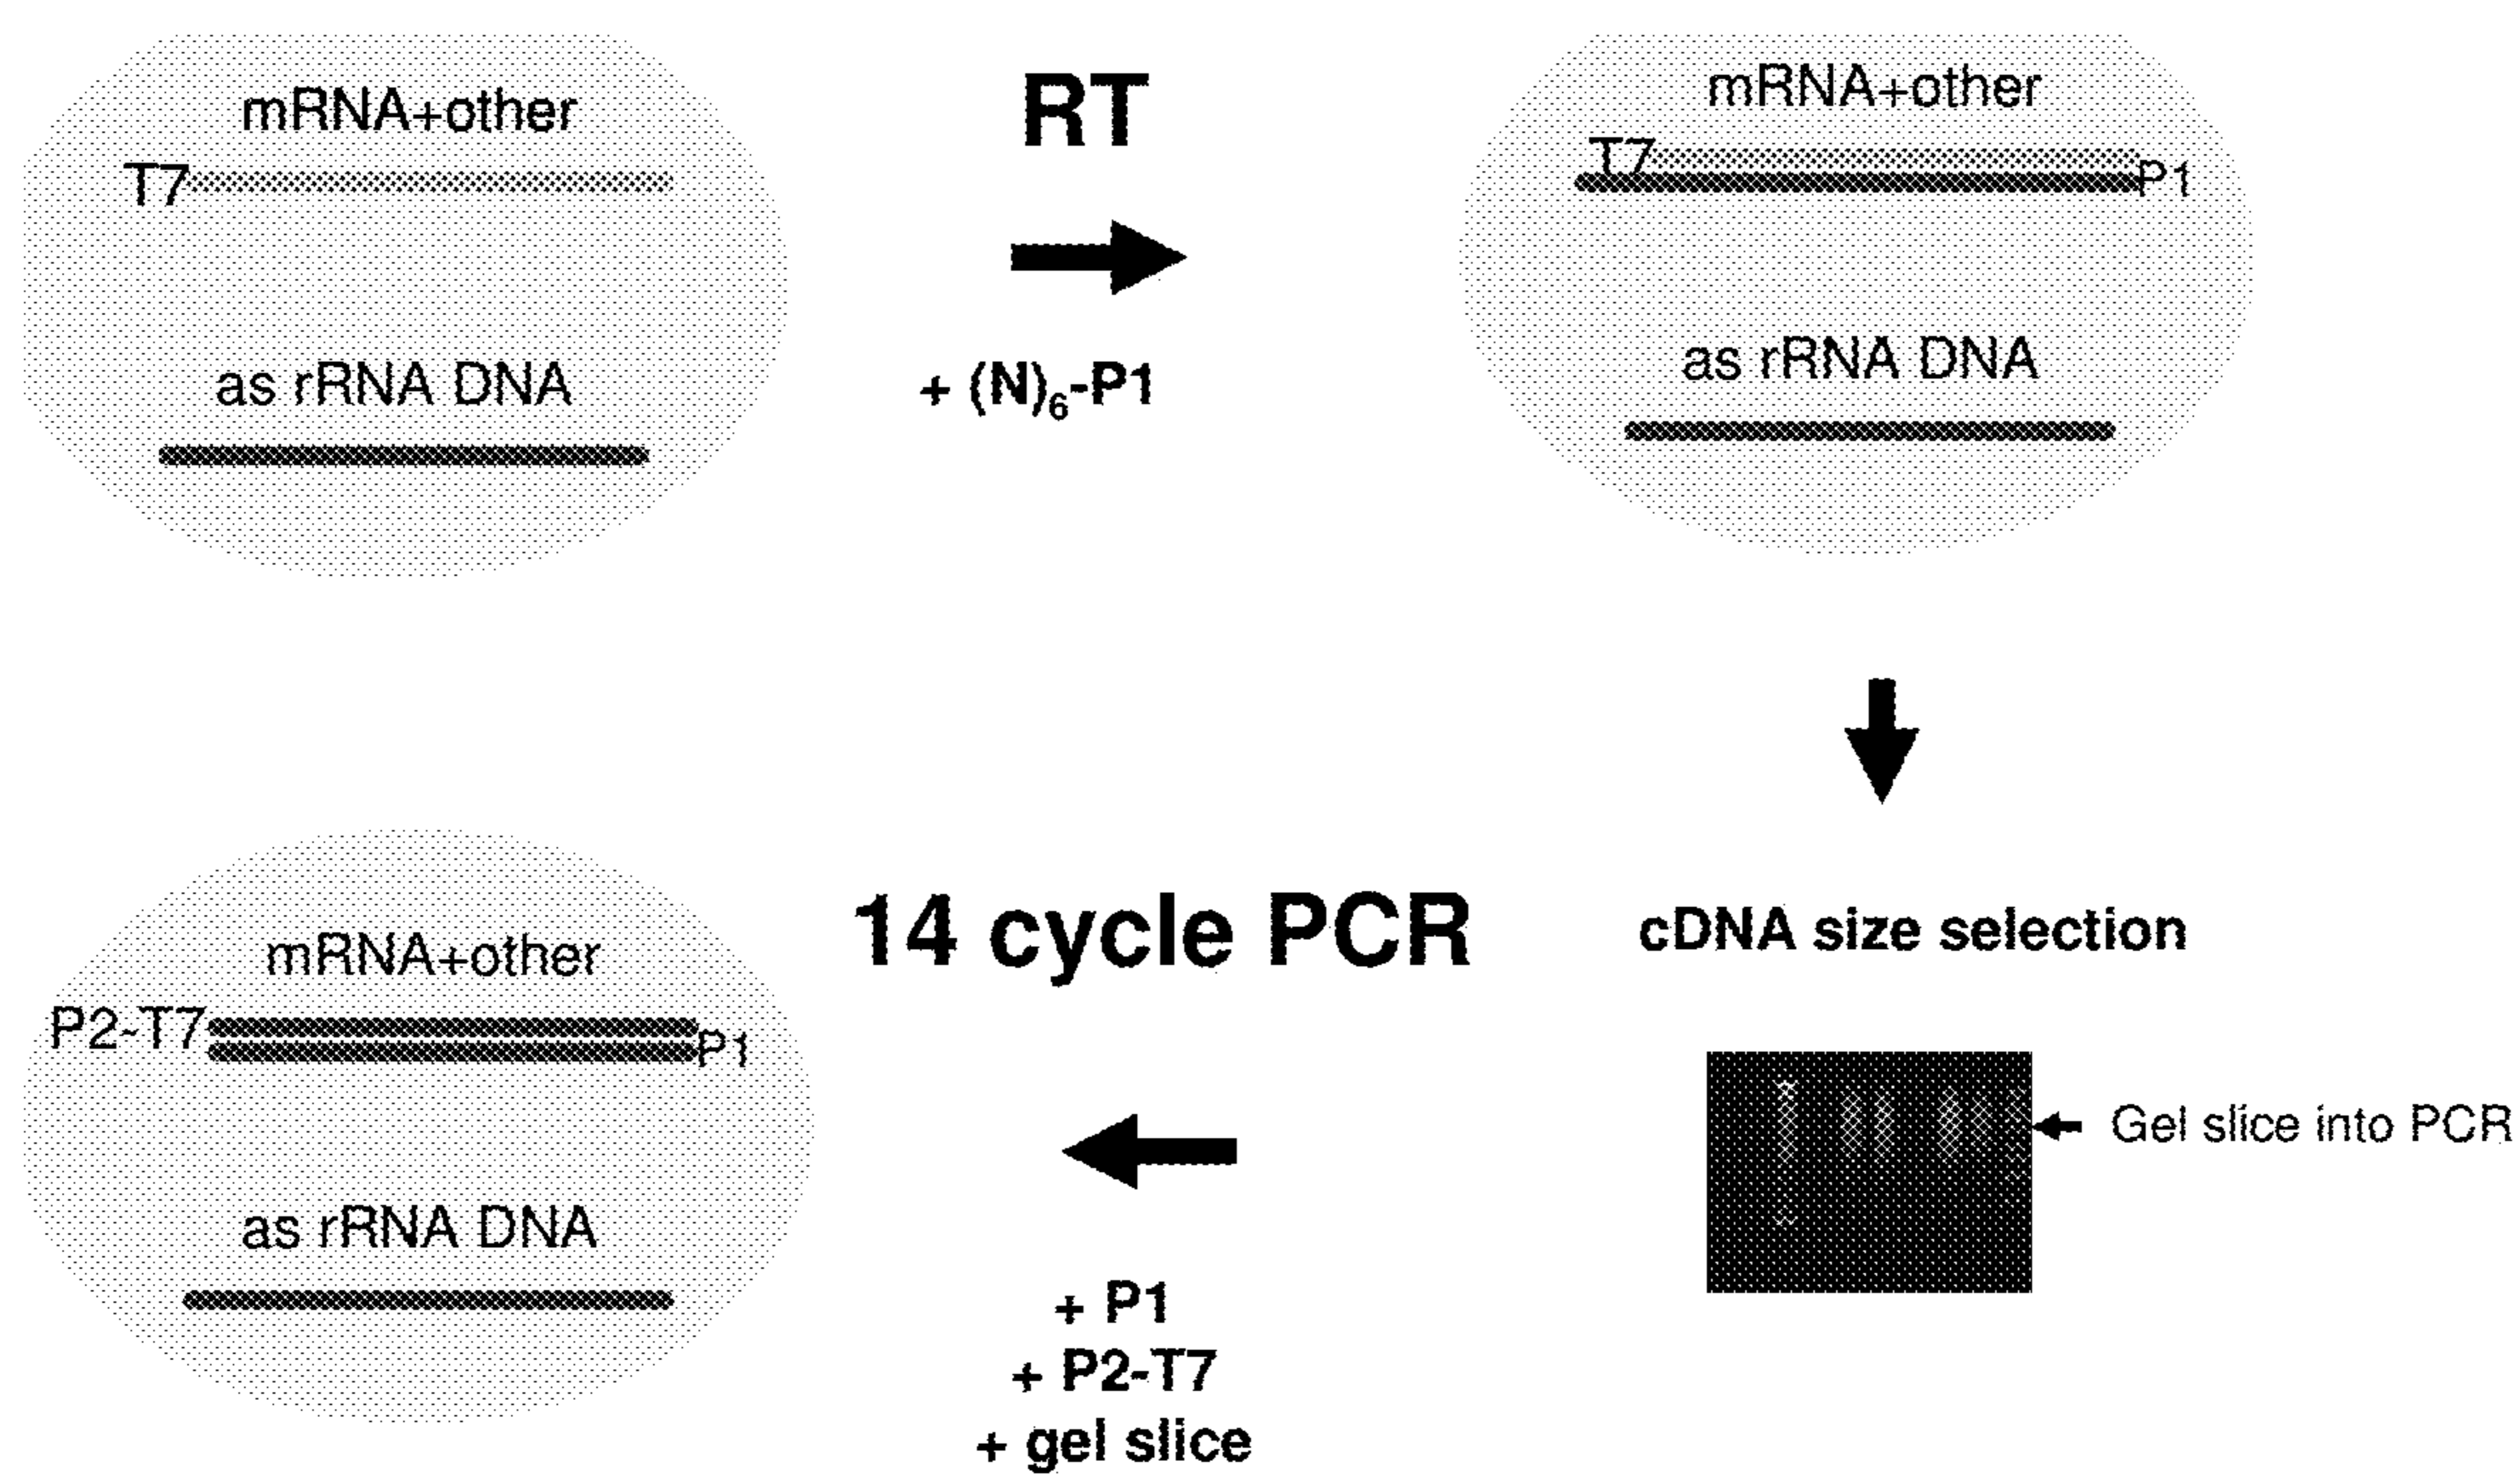 mRNA+other
T7
as rRNA DNA
RT
+ (N)6-P1
mRNA+other
T7
P1
as rRNA DNA
cDNA size selection
Gel slice into PCR
14 cycle PCR
+ P1
+ P2-T7
+ gel slice
mRNA+other
P2-T7
P1
as rRNA DNA